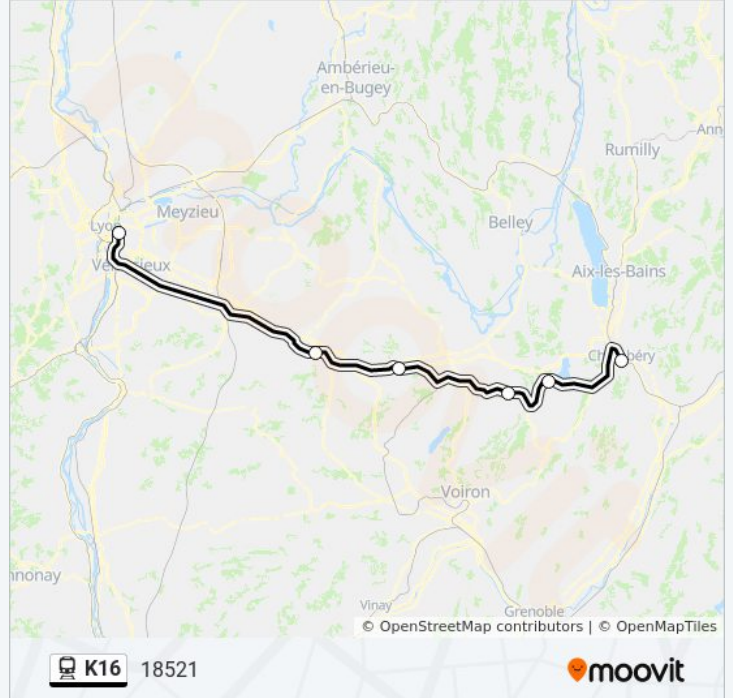 Ambérieu-
en-Bugey
Ann
Rumilly
Meyzieu
Belley
Lyon
Aix-les-Bains
Chambéry
Voiron
nnonay
Vinay
Grenoble
© OpenStreetMap contributors | © OpenMapTiles
K16 18521
moovit